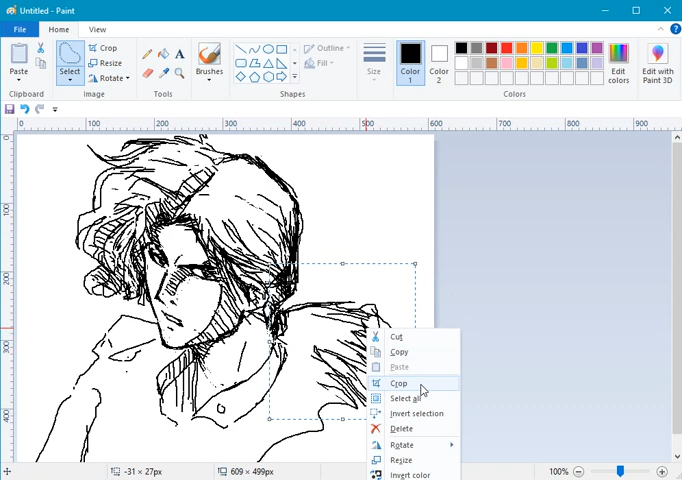 Untitled - Paint
File
Home
View
Paste
Clipboard
Select
Crop
Resize
Rotate
Image
A
Tools
Brushes
Outline
Fill
Shapes
Size
Color
1
Color
2
Edit
colors
Colors
Edit with
Paint 3D
0
100
200
300
400
500
600
700
800
900
0
100
200
300
400
Cut
Copy
Paste
Crop
Select all
Invert selection
Delete
Rotate
Resize
Invert color
-31 × 27px
609 × 499px
100%